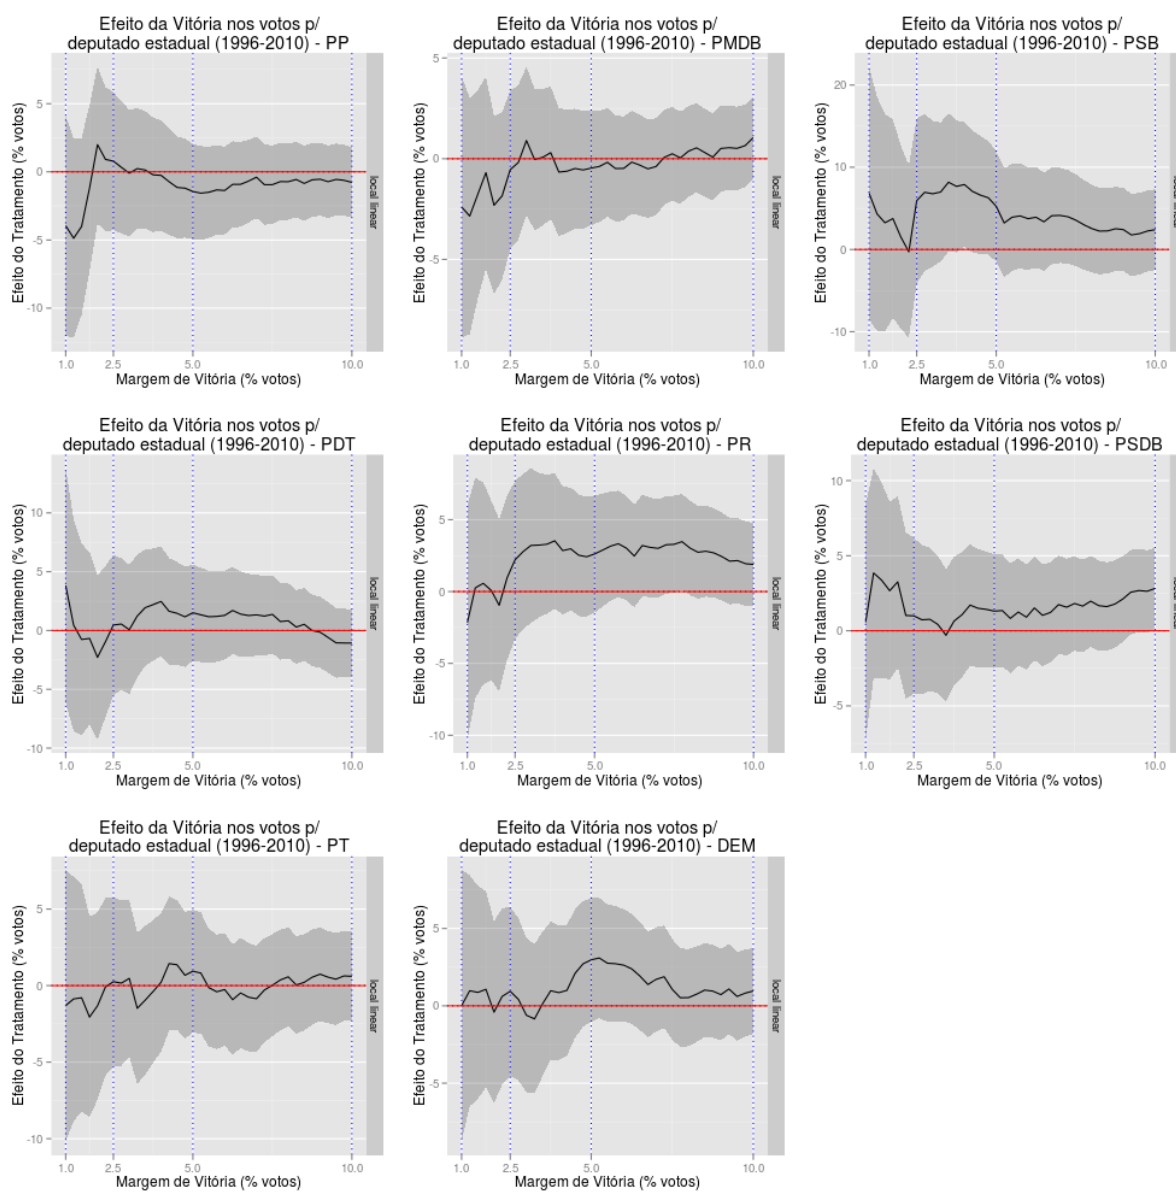 Efeito da Vitória nos votos p/
deputado estadual (1996-2010) - PP
Efeito do Tratamento (% votos)
5
0
-5
-10
local linear
1.0 2.5 5.0 10.0
Margem de Vitória (% votos)
Efeito da Vitória nos votos p/
deputado estadual (1996-2010) - PMDB
Efeito do Tratamento (% votos)
5
0
-5
local linear
1.0 2.5 5.0 10.0
Margem de Vitória (% votos)
Efeito da Vitória nos votos p/
deputado estadual (1996-2010) - PSB
Efeito do Tratamento (% votos)
20
10
0
-10
local linear
1.0 2.5 5.0 10.0
Margem de Vitória (% votos)
Efeito da Vitória nos votos p/
deputado estadual (1996-2010) - PDT
Efeito do Tratamento (% votos)
10
5
0
-5
-10
local linear
1.0 2.5 5.0 10.0
Margem de Vitória (% votos)
Efeito da Vitória nos votos p/
deputado estadual (1996-2010) - PR
Efeito do Tratamento (% votos)
5
0
-5
-10
local linear
1.0 2.5 5.0 10.0
Margem de Vitória (% votos)
Efeito da Vitória nos votos p/
deputado estadual (1996-2010) - PSDB
Efeito do Tratamento (% votos)
10
5
0
-5
local linear
1.0 2.5 5.0 10.0
Margem de Vitória (% votos)
Efeito da Vitória nos votos p/
deputado estadual (1996-2010) - PT
Efeito do Tratamento (% votos)
5
0
-5
-10
local linear
1.0 2.5 5.0 10.0
Margem de Vitória (% votos)
Efeito da Vitória nos votos p/
deputado estadual (1996-2010) - DEM
Efeito do Tratamento (% votos)
5
0
-5
local linear
1.0 2.5 5.0 10.0
Margem de Vitória (% votos)